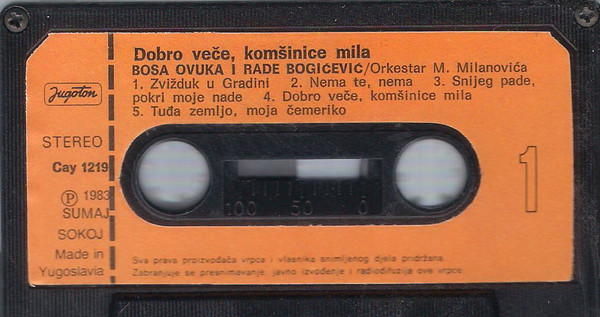 Dobro veče, komšinice mila
BOSA OVUKA I RADE BOGIĆEVIĆ/Orkestar M. Milanovića
1. Zvižduk u Gradini 2. Nema te, nema 3. Snijeg pade,
pokri moje nade 4. Dobro veče, komšinice mila
5. Tuđa zemljo, moja čemeriko
Jugoton
STEREO
Cay 1219
Ⓟ 1983
SUMAJ
SOKOJ
Made in
Yugoslavia
100 50 0
1
Sva prava proizvođača vrpce i vlasnika snimljenog djela pridržana.
Zabranjuje se presnimavanje, javno izvođenje i radiodifuzija ove vrpce.